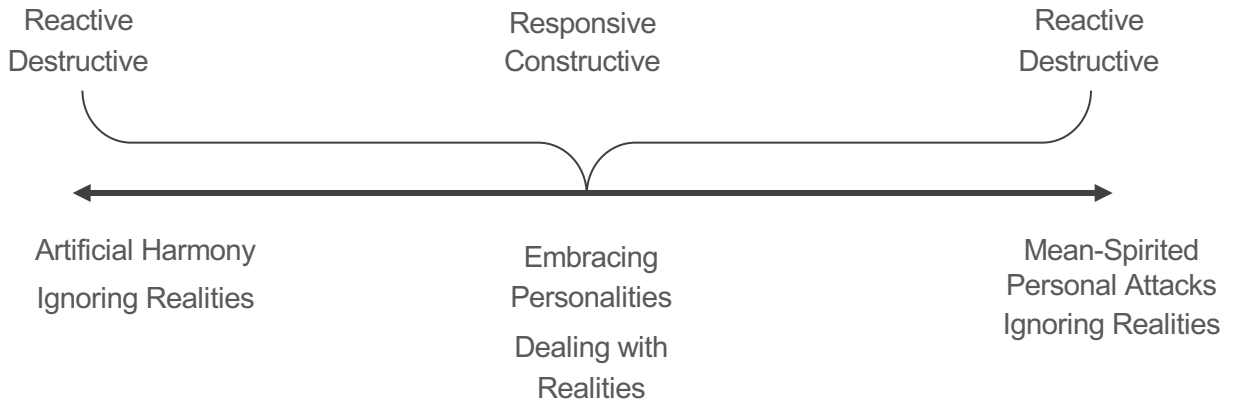 Reactive
Destructive
Responsive
Constructive
Reactive
Destructive
Artificial Harmony
Ignoring Realities
Embracing
Personalities
Dealing with
Realities
Mean-Spirited
Personal Attacks
Ignoring Realities